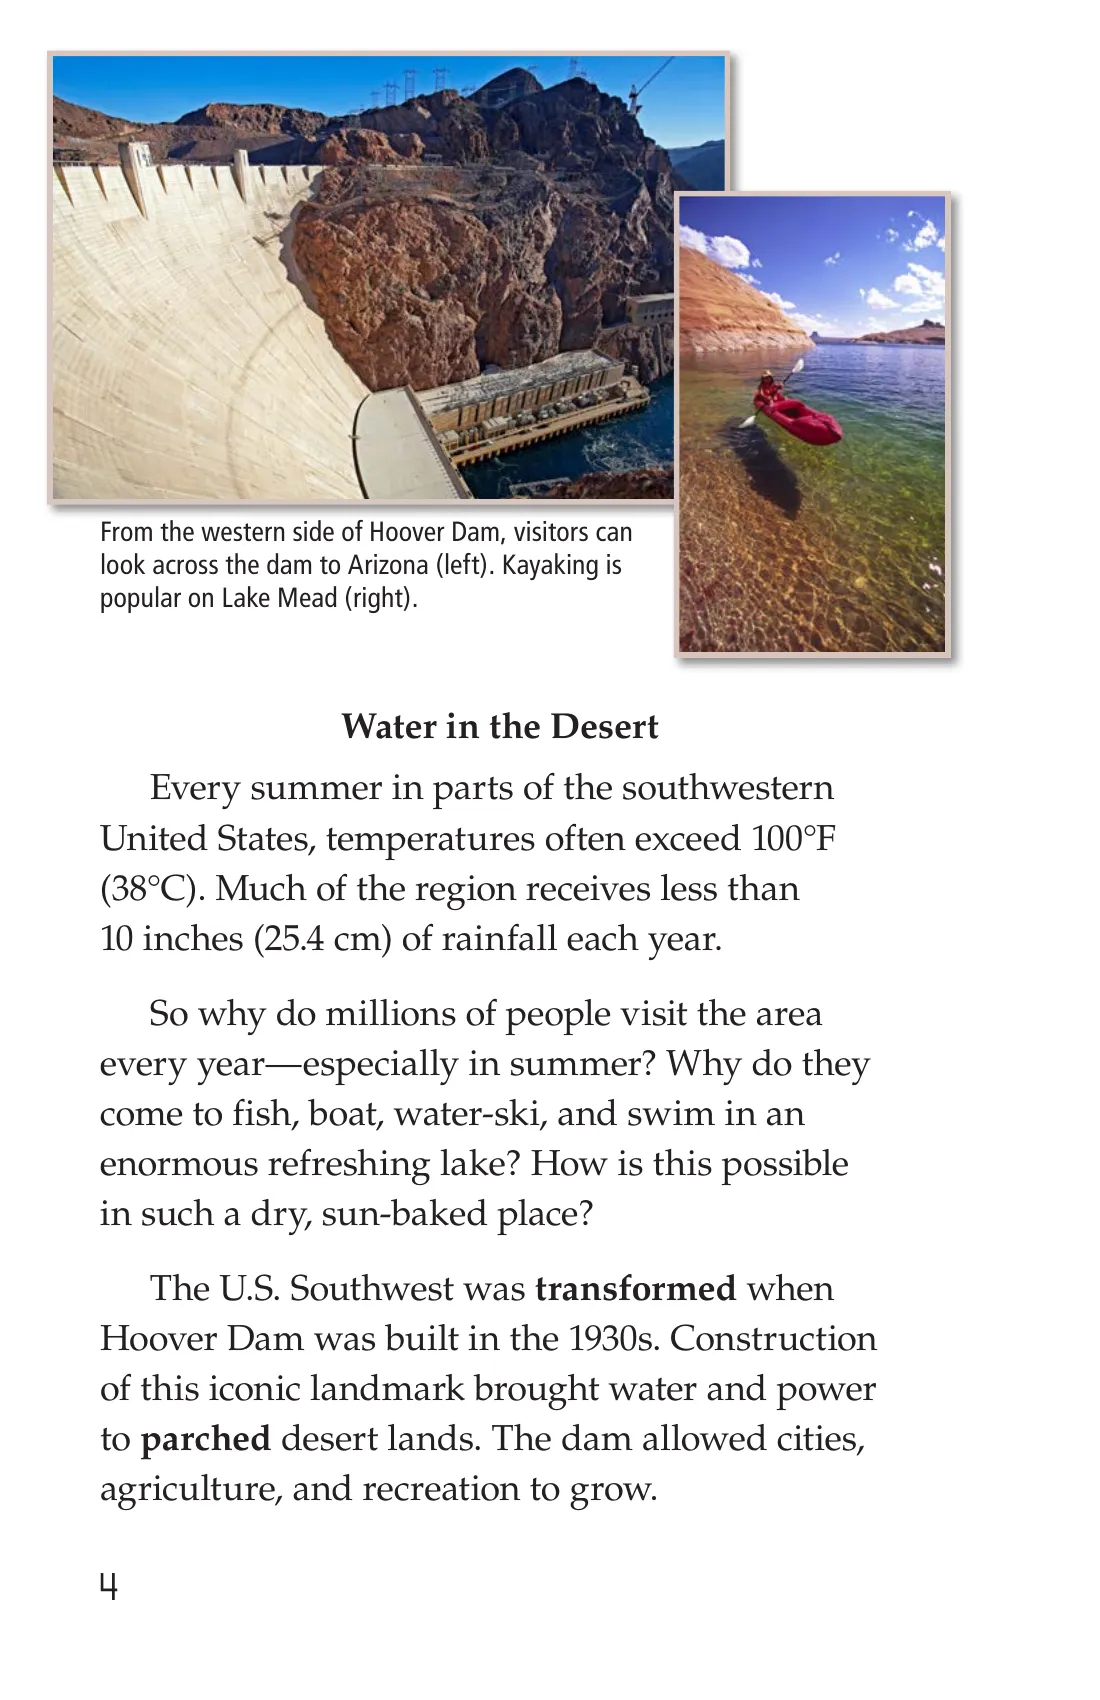 From the western side of Hoover Dam, visitors can
look across the dam to Arizona (left). Kayaking is
popular on Lake Mead (right).
Water in the Desert
Every summer in parts of the southwestern
United States, temperatures often exceed 100°F
(38°C). Much of the region receives less than
10 inches (25.4 cm) of rainfall each year.
So why do millions of people visit the area
every year—especially in summer? Why do they
come to fish, boat, water-ski, and swim in an
enormous refreshing lake? How is this possible
in such a dry, sun-baked place?
The U.S. Southwest was transformed when
Hoover Dam was built in the 1930s. Construction
of this iconic landmark brought water and power
to parched desert lands. The dam allowed cities,
agriculture, and recreation to grow.
4